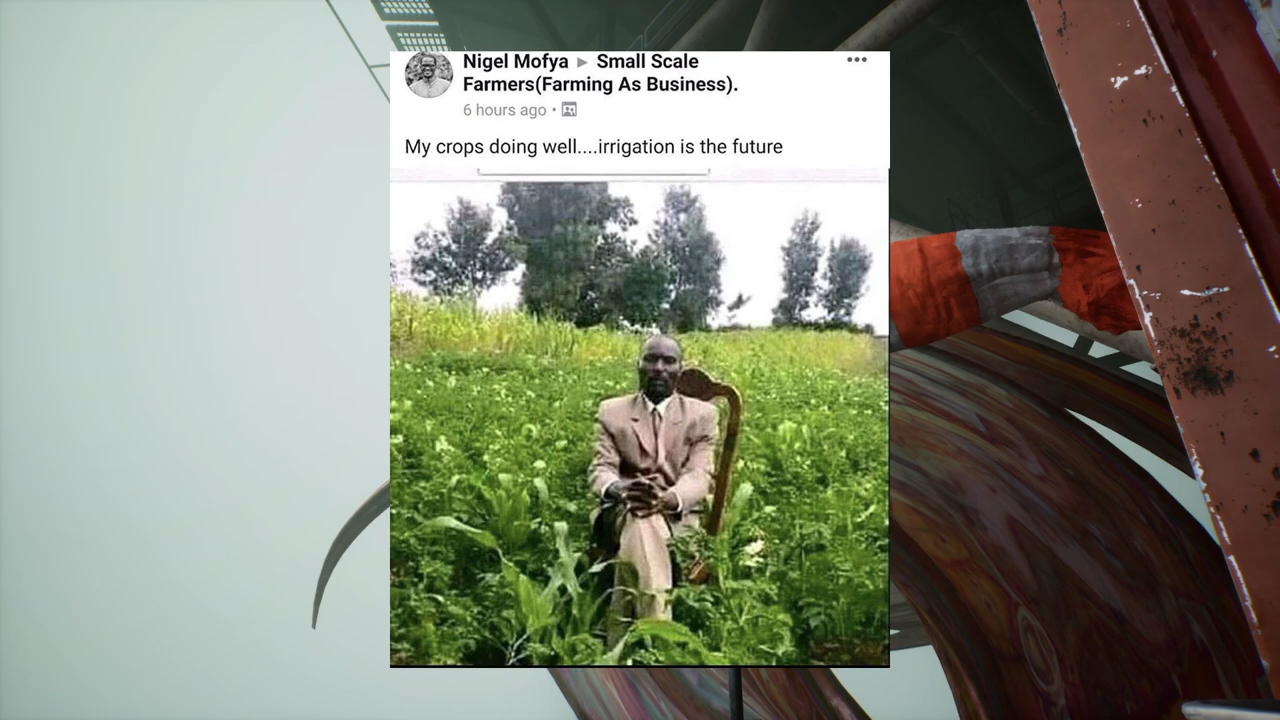 Nigel Mofya ▸ Small Scale
Farmers(Farming As Business).
6 hours ago •
My crops doing well....irrigation is the future